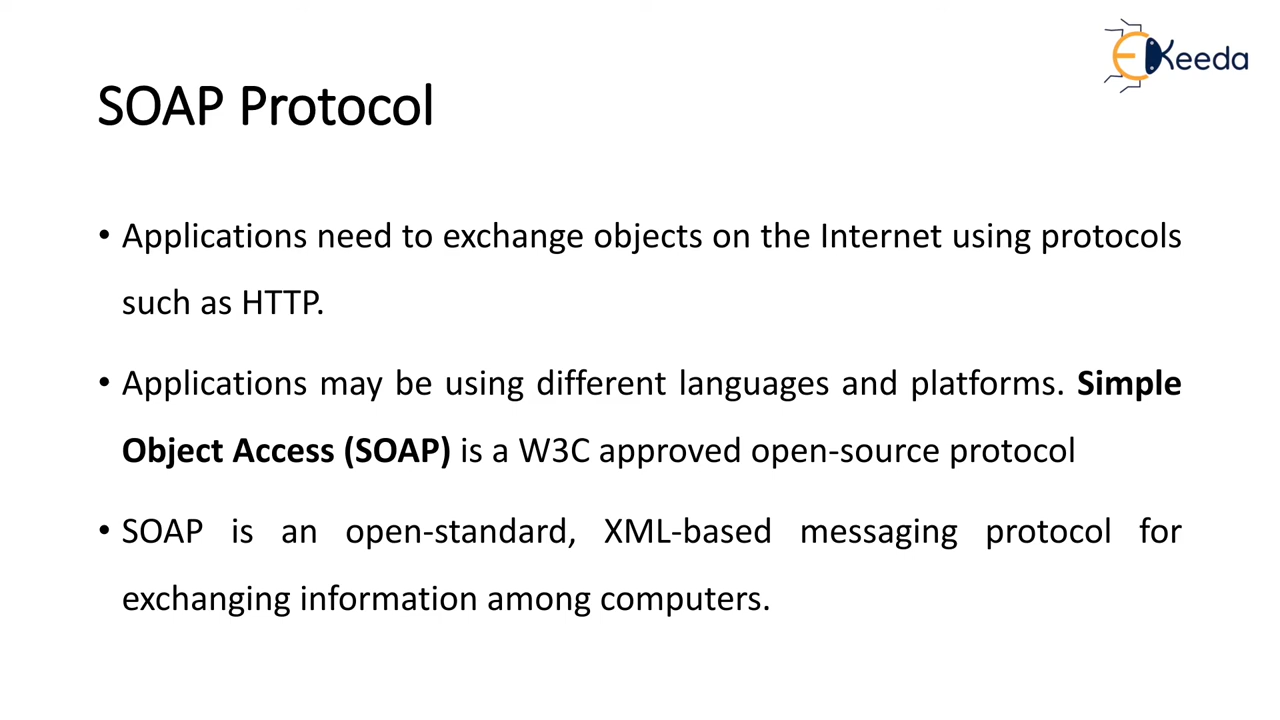 EKeeda
SOAP Protocol
• Applications need to exchange objects on the Internet using protocols
such as HTTP.
• Applications may be using different languages and platforms. Simple
Object Access (SOAP) is a W3C approved open-source protocol
• SOAP is an open-standard, XML-based messaging protocol for
exchanging information among computers.